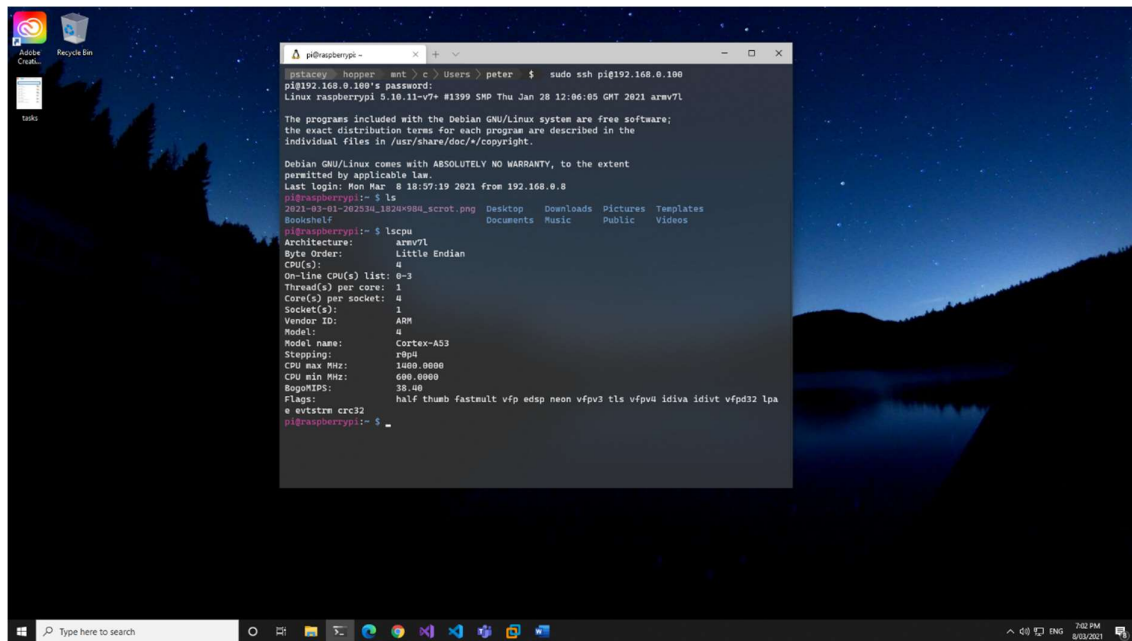 Adobe
Creati...
Recycle Bin
tasks
pi@raspberrypi: ~
pstacey hopper mnt c Users peter $ sudo ssh pi@192.168.0.100
pi@192.168.0.100's password:
Linux raspberrypi 5.10.11-v7+ #1399 SMP Thu Jan 28 12:06:05 GMT 2021 armv7l
The programs included with the Debian GNU/Linux system are free software;
the exact distribution terms for each program are described in the
individual files in /usr/share/doc/*/copyright.
Debian GNU/Linux comes with ABSOLUTELY NO WARRANTY, to the extent
permitted by applicable law.
Last login: Mon Mar  8 18:57:19 2021 from 192.168.0.8
pi@raspberrypi:~ $ ls
2021-03-01-202534_1824×984_scrot.png Desktop Downloads Pictures Templates
Bookshelf Documents Music Public Videos
pi@raspberrypi:~ $ lscpu
Architecture: armv7l
Byte Order: Little Endian
CPU(s): 4
On-line CPU(s) list: 0-3
Thread(s) per core: 1
Core(s) per socket: 4
Socket(s): 1
Vendor ID: ARM
Model: 4
Model name: Cortex-A53
Stepping: r0p4
CPU max MHz: 1400.0000
CPU min MHz: 600.0000
BogoMIPS: 38.40
Flags: half thumb fastmult vfp edsp neon vfpv3 tls vfpv4 idiva idivt vfpd32 lpa
e evtstrm crc32
pi@raspberrypi:~ $
Type here to search
ENG
7:02 PM
8/03/2021